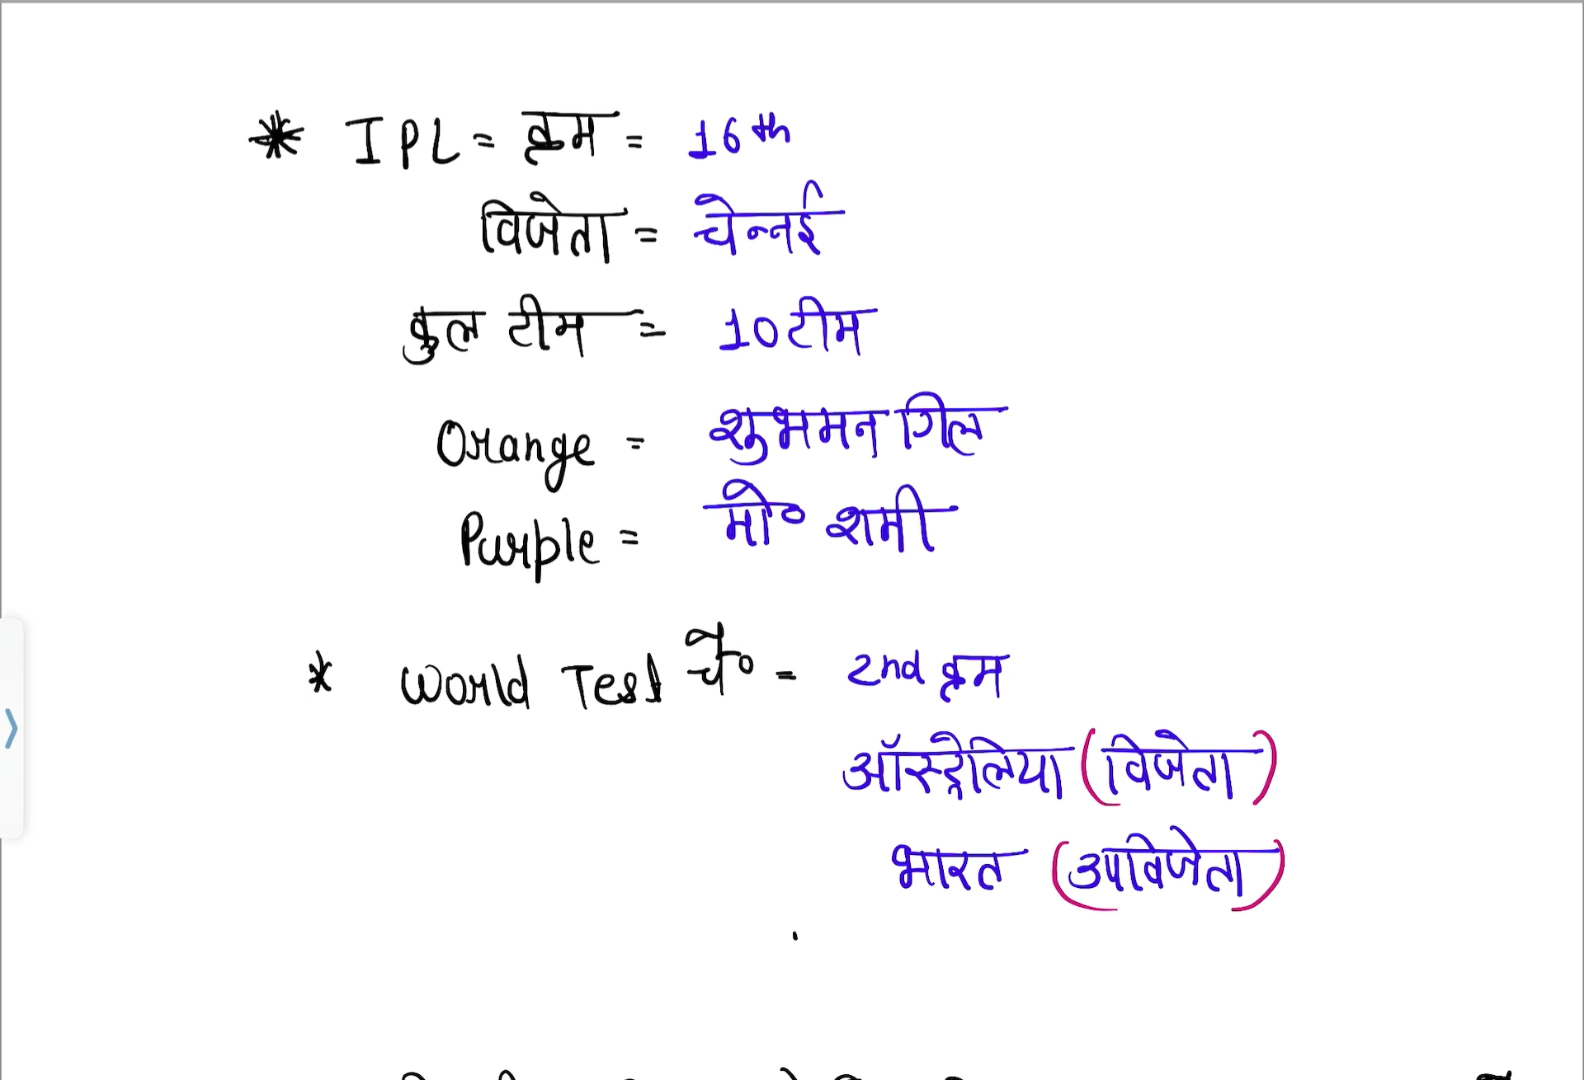 * IPL = क्रम = 16th
विजेता = चेन्नई
कुल टीम = 10 टीम
Orange = शुभमन गिल
Purple = मो० शमी
* World Test चै० = 2nd क्रम
ऑस्ट्रेलिया (विजेता)
भारत (उपविजेता)